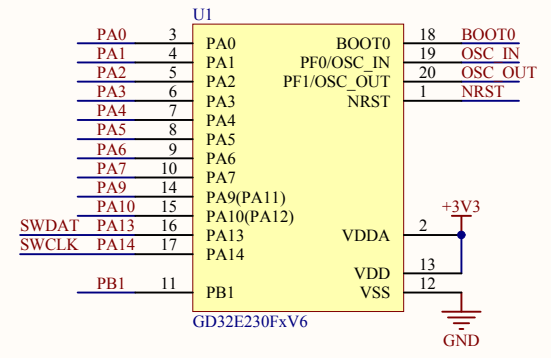 U1
PA0 3 PA0 BOOT0 18 BOOT0
PA1 4 PA1 PF0/OSC_IN 19 OSC_IN
PA2 5 PA2 PF1/OSC_OUT 20 OSC_OUT
PA3 6 PA3 NRST 1 NRST
PA4 7 PA4
PA5 8 PA5
PA6 9 PA6
PA7 10 PA7
PA9 14 PA9(PA11)
PA10 15 PA10(PA12) +3V3
SWDAT PA13 16 PA13 VDDA 2
SWCLK PA14 17 PA14
VDD 13
PB1 11 PB1 VSS 12
GD32E230FxV6
GND